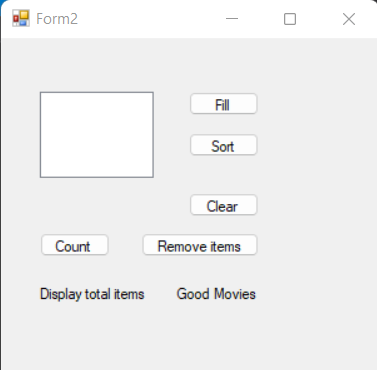 Form2
Fill
Sort
Clear
Count Remove items
Display total items Good Movies